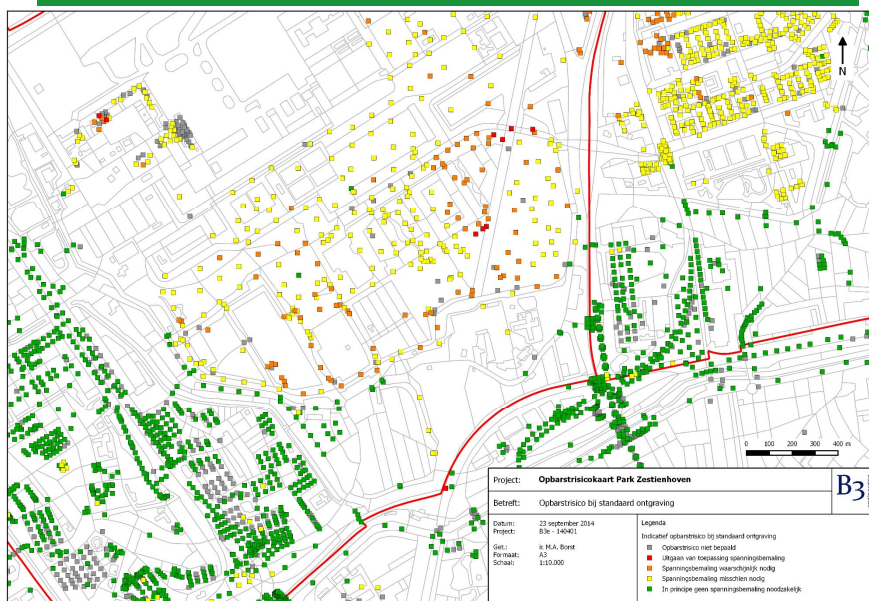 N
0 100 200 300 400 m
Project: Opbarstrisicokaart Park Zestienhoven
B3
Betreft: Opbarstrisico bij standaard ontgraving
Datum: 23 september 2014
Project: B3e - 140401
Get.: ir. M.A. Borst
Formaat: A3
Schaal: 1:10.000
Legenda
Indicatief opbarstrisico bij standaard ontgraving
Opbarstrisico niet bepaald
Uitgaan van toepassing spanningsbemaling
Spanningsbemaling waarschijnlijk nodig
Spanningsbemaling misschien nodig
In principe geen spanningsbemaling noodzakelijk